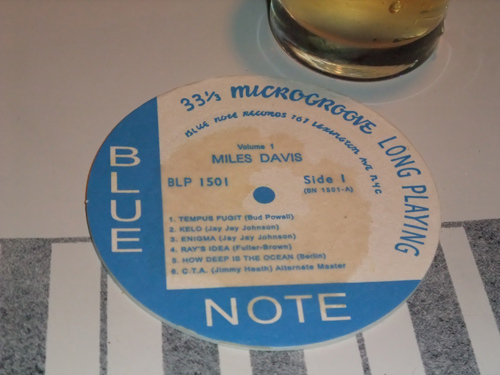 33⅓ MICROGROOVE LONG PLAYING
BLUE NOTE RECORDS 767 LEXINGTON AVE NYC
Volume 1
MILES DAVIS
BLP 1501 Side 1
(BN 1501-A)
1. TEMPUS FUGIT (Bud Powell)
2. KELO (Jay Jay Johnson)
3. ENIGMA (Jay Jay Johnson)
4. RAY'S IDEA (Fuller-Brown)
5. HOW DEEP IS THE OCEAN (Berlin)
6. C.T.A. (Jimmy Heath) Alternate Master
BLUE
NOTE